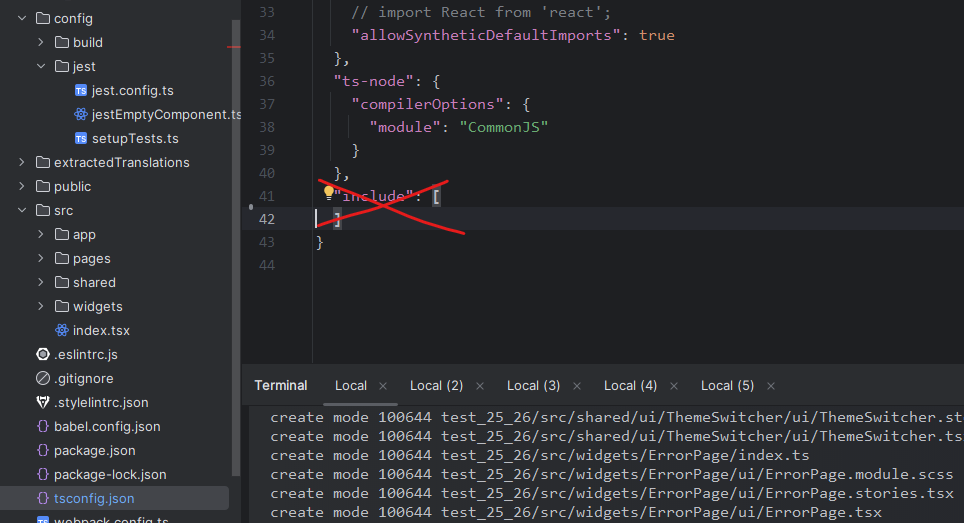 config
build
jest
jest.config.ts
jestEmptyComponent.ts
setupTests.ts
extractedTranslations
public
src
app
pages
shared
widgets
index.tsx
.eslintrc.js
.gitignore
.stylelintrc.json
babel.config.json
package.json
package-lock.json
tsconfig.json
webpack.config.ts
33 // import React from 'react';
34 "allowSyntheticDefaultImports": true
35 },
36 "ts-node": {
37 "compilerOptions": {
38 "module": "CommonJS"
39 }
40 },
41 "include": [
42 ]
43 }
44
Terminal Local × Local (2) × Local (3) × Local (4) × Local (5) ×
create mode 100644 test_25_26/src/shared/ui/ThemeSwitcher/ui/ThemeSwitcher.st
create mode 100644 test_25_26/src/shared/ui/ThemeSwitcher/ui/ThemeSwitcher.ts
create mode 100644 test_25_26/src/widgets/ErrorPage/index.ts
create mode 100644 test_25_26/src/widgets/ErrorPage/ui/ErrorPage.module.scss
create mode 100644 test_25_26/src/widgets/ErrorPage/ui/ErrorPage.stories.tsx
create mode 100644 test_25_26/src/widgets/ErrorPage/ui/ErrorPage.tsx